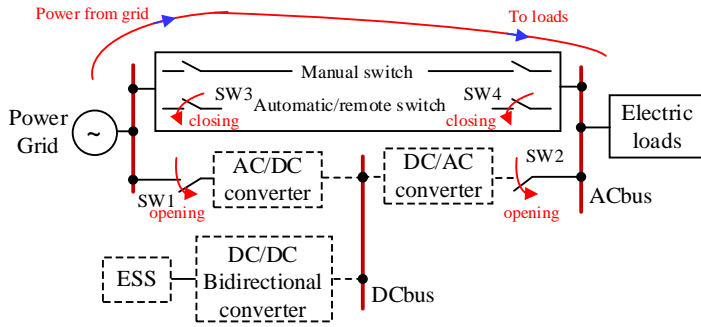 Power from grid
To loads
Manual switch
SW3
SW4
Automatic/remote switch
closing
closing
Power
Grid
~
Electric
loads
AC/DC
converter
DC/AC
converter
SW2
SW1
opening
opening
ACbus
ESS
DC/DC
Bidirectional
converter
DCbus